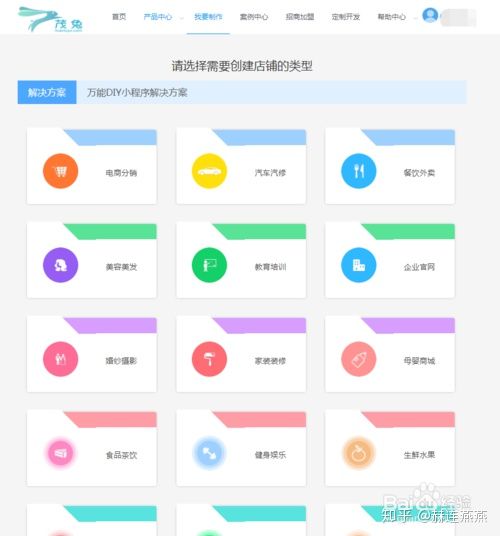 茂兔
首页 产品中心 我要制作 案例中心 招商加盟 定制开发 帮助中心
请选择需要创建店铺的类型
解决方案 万能DIY小程序解决方案
电商分销 汽车汽修 餐饮外卖
美容美发 教育培训 企业官网
婚纱摄影 家装装修 母婴商城
食品茶饮 健身娱乐 生鲜水果
Baidu经验
知乎 @赫连燕燕